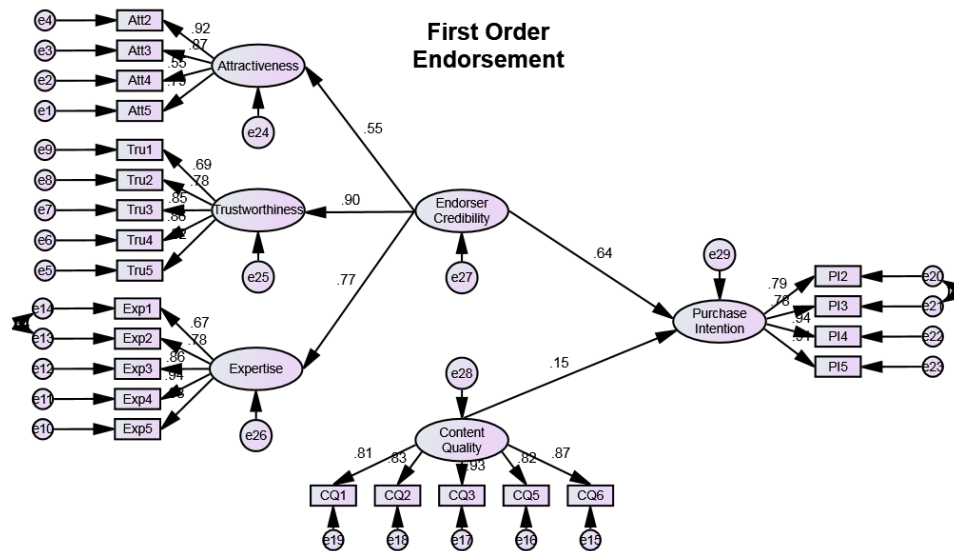 First Order
Endorsement
e4
Att2
.92
e3
Att3
.87
e2
Att4
.55
e1
Att5
Attractiveness
e24
.55
e9
Tru1
.69
e8
Tru2
.78
e7
Tru3
.85
e6
Tru4
e5
Tru5
Trustworthiness
e25
.90
Endorser
Credibility
e27
.64
e29
.77
e14
Exp1
.67
e13
Exp2
.78
e12
Exp3
.86
e11
Exp4
.94
e10
Exp5
Expertise
e26
Purchase
Intention
.79
PI2
e20
.78
PI3
e21
.94
PI4
e22
PI5
e23
.15
e28
Content
Quality
.81
.83
.93
.82
.87
CQ1
CQ2
CQ3
CQ5
CQ6
e19
e18
e17
e16
e15